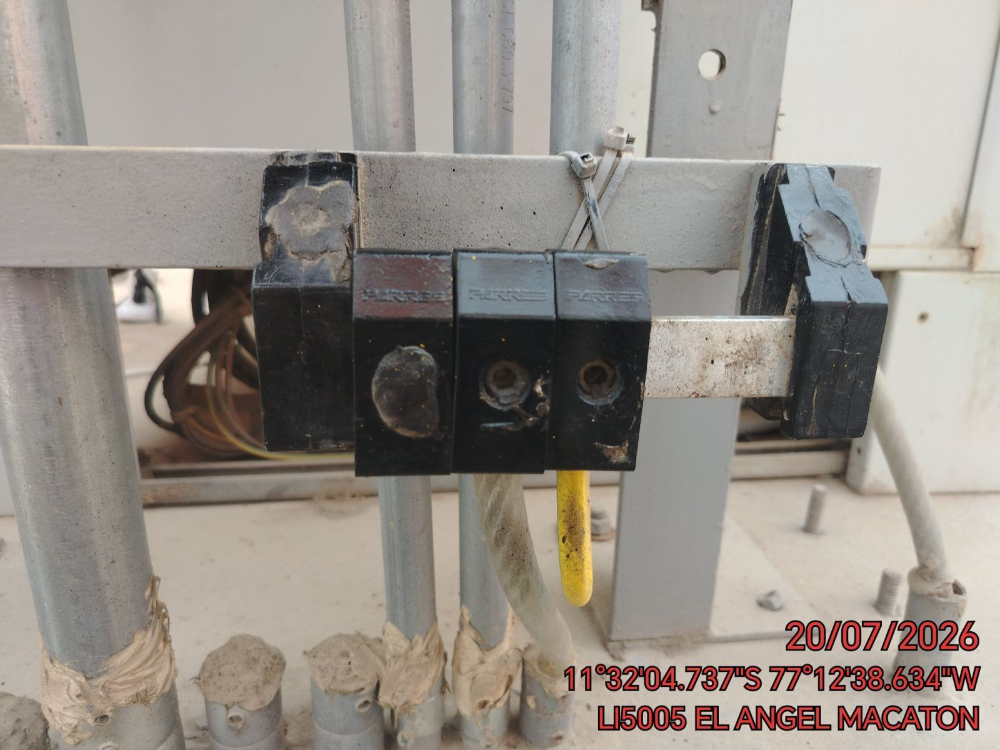 PARRES PARRES PARRES
20/07/2026
11°32'04.737"S 77°12'38.634"W
LI5005 EL ANGEL MACATON